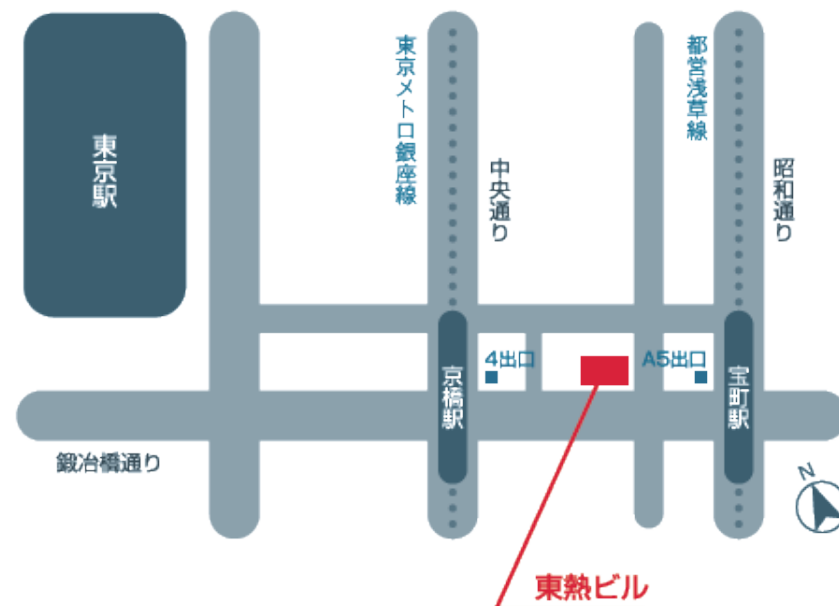 東京駅
東京メトロ銀座線
中央通り
都営浅草線
昭和通り
4出口
A5出口
京橋駅
宝町駅
鍛冶橋通り
N
東熱ビル